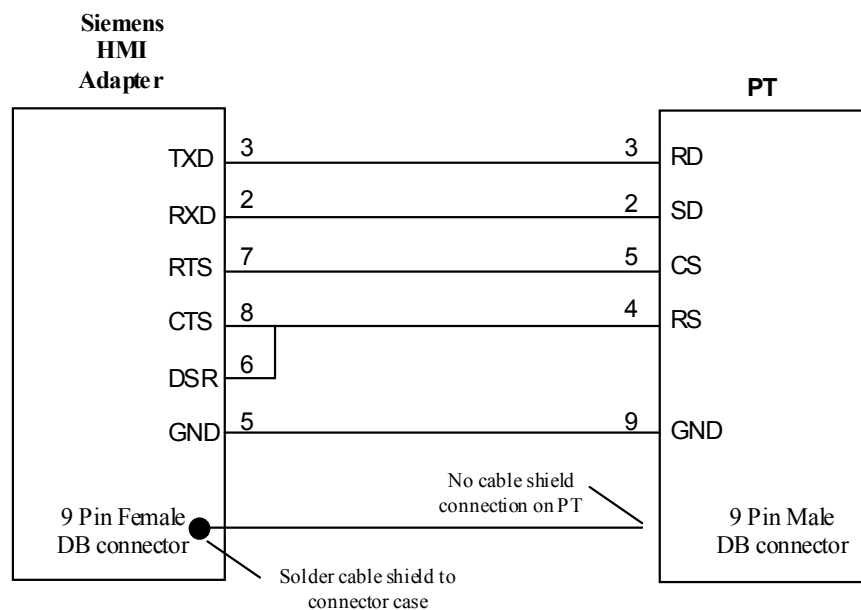 Siemens
HMI
Adapter
PT
TXD 3 3 RD
RXD 2 2 SD
RTS 7 5 CS
CTS 8 4 RS
DSR 6
GND 5 9 GND
No cable shield
connection on PT
9 Pin Female
DB connector
9 Pin Male
DB connector
Solder cable shield to
connector case